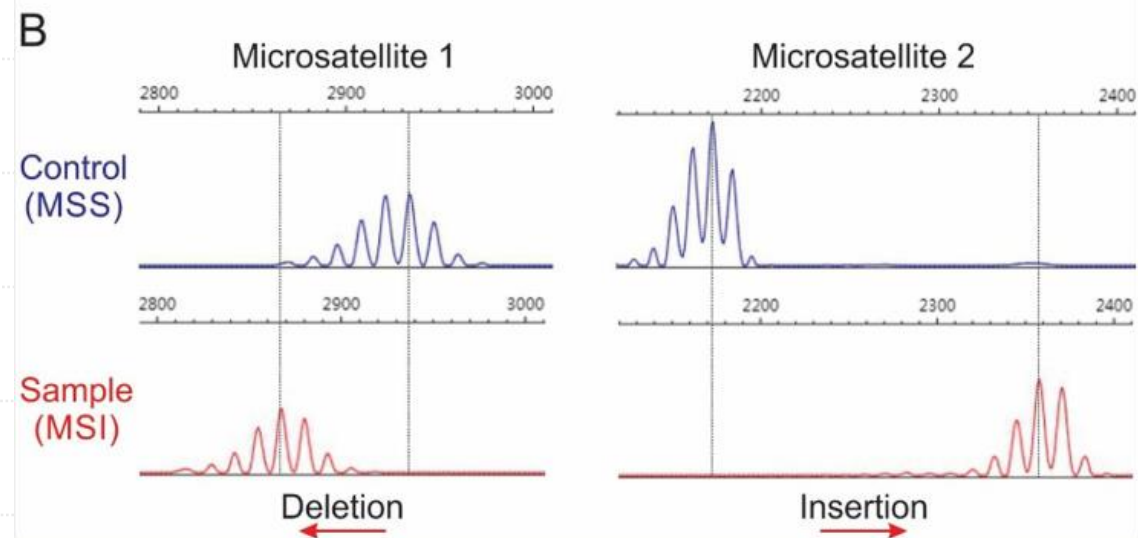 B
Microsatellite 1
Microsatellite 2
2800 2900 3000
2200 2300 2400
Control
(MSS)
2800 2900 3000
2200 2300 2400
Sample
(MSI)
Deletion
Insertion